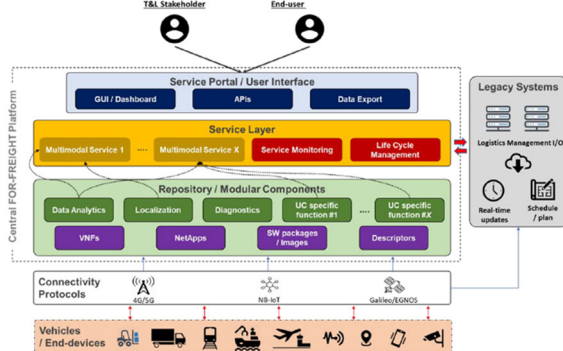 T&L Stakeholder
End-user
Central FOR-FREIGHT Platform
Service Portal / User Interface
GUI / Dashboard
APIs
Data Export
Service Layer
Multimodal Service 1
....
Multimodal Service X
Service Monitoring
Life Cycle
Management
Repository / Modular Components
Data Analytics
Localization
Diagnostics
UC specific
function #1
....
UC specific
function #X
VNFs
NetApps
SW packages
/ Images
Descriptors
Legacy Systems
Logistics Management I/O
Real-time
updates
Schedule
/ plan
Connectivity
Protocols
4G/5G
NB-IoT
Galileo/EGNOS
Vehicles
/ End-devices